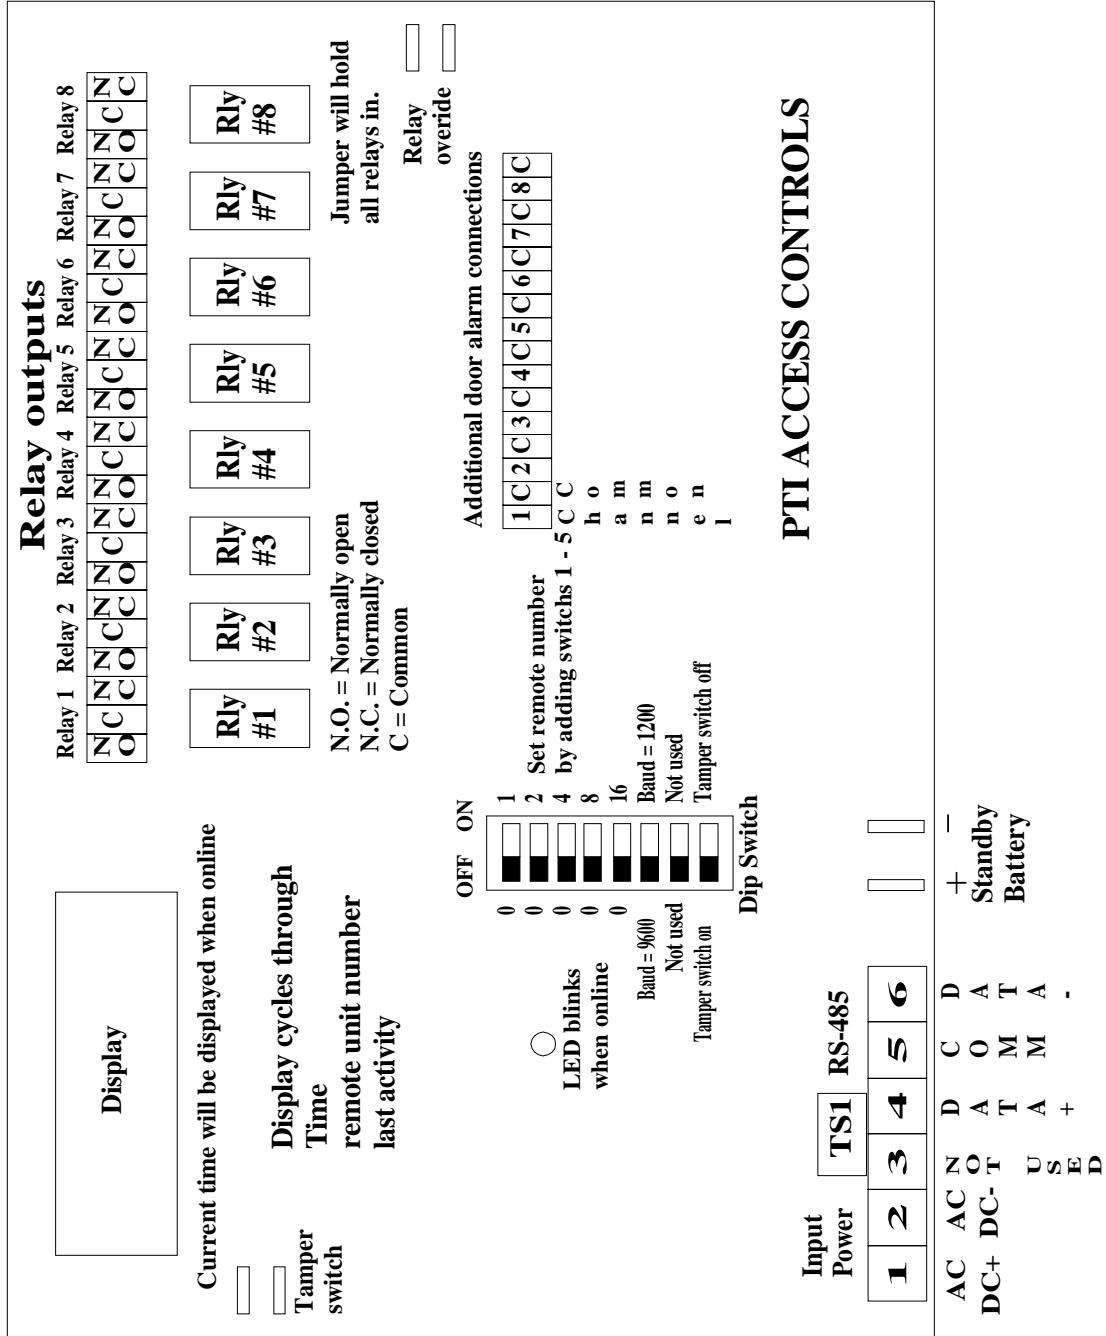 Relay outputs
Relay 1 Relay 2 Relay 3 Relay 4 Relay 5 Relay 6 Relay 7 Relay 8
N C N N C N N C N N C N N C N N C N N C N N C N
O C O C O C O C O C O C O C O C
Rly #1
Rly #2
Rly #3
Rly #4
Rly #5
Rly #6
Rly #7
Rly #8
Display
Current time will be displayed when online
Display cycles through
Time
remote unit number
last activity
Tamper
switch
N.O. = Normally open
N.C. = Normally closed
C = Common
Jumper will hold
all relays in.
Relay
overide
OFF ON
0 1
0 2
0 4
0 8
0 16
Baud = 9600 Baud = 1200
Not used Not used
Tamper switch on Tamper switch off
Dip Switch
Set remote number
by adding switchs 1 - 5
LED blinks
when online
Additional door alarm connections
1 C 2 C 3 C 4 C 5 C 6 C 7 C 8 C
Channel
Common
PTI ACCESS CONTROLS
Input
Power
TS1
RS-485
1 2 3 4 5 6
AC
DC+
AC
DC-
NOT USED
DATA +
COMM
DATA -
+ -
Standby
Battery